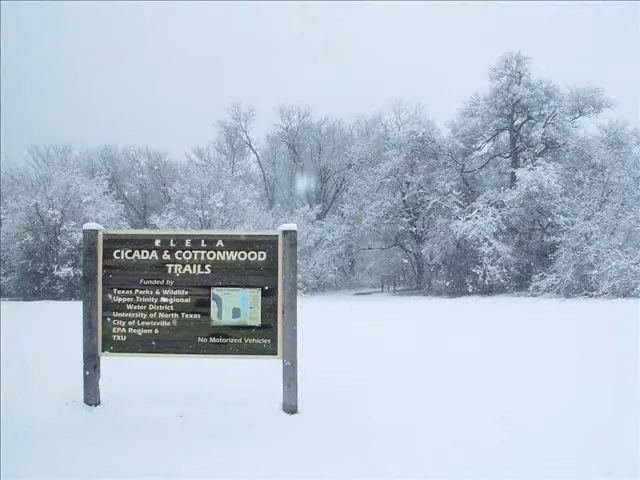 ELELA
CICADA & COTTONWOOD
TRAILS
Funded by
Texas Parks & Wildlife
Upper Trinity Regional
Water District
University of North Texas
City of Lewisville
EPA Region 6
TXU
No Motorized Vehicles